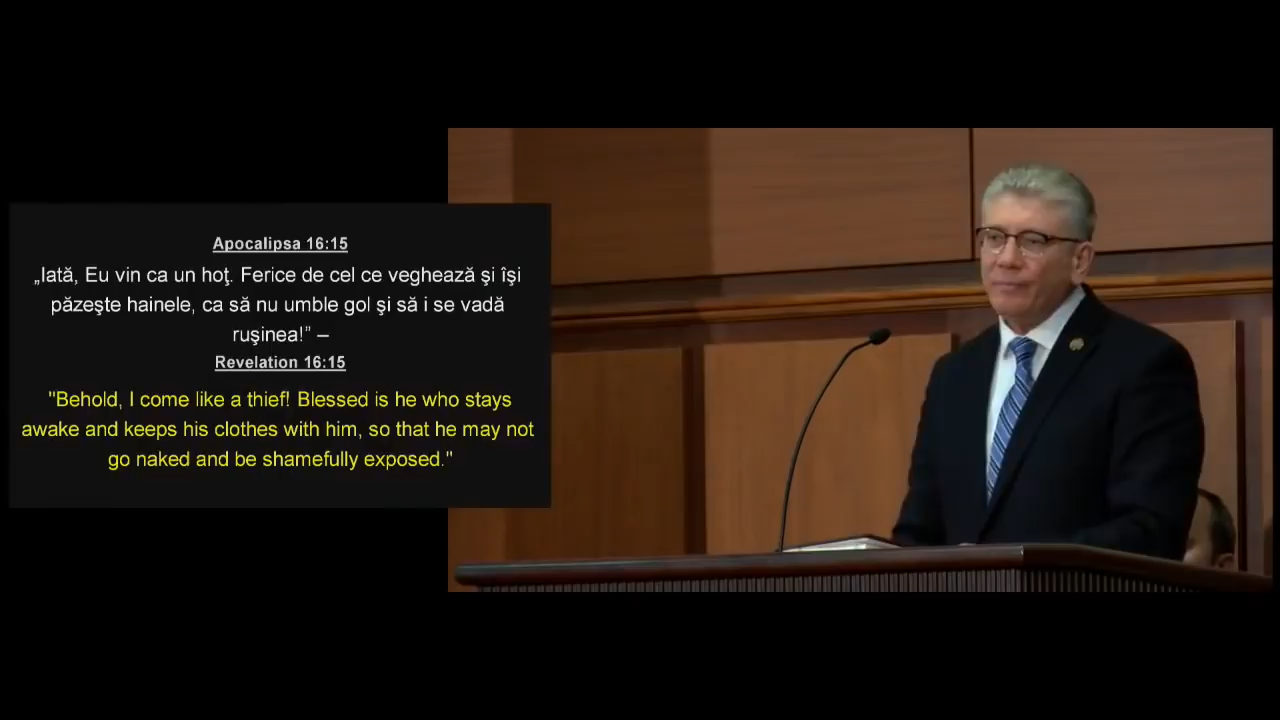 Apocalipsa 16:15
„Iată, Eu vin ca un hoţ. Ferice de cel ce veghează şi îşi
păzeşte hainele, ca să nu umble gol şi să i se vadă
ruşinea!” –
Revelation 16:15
"Behold, I come like a thief! Blessed is he who stays
awake and keeps his clothes with him, so that he may not
go naked and be shamefully exposed."